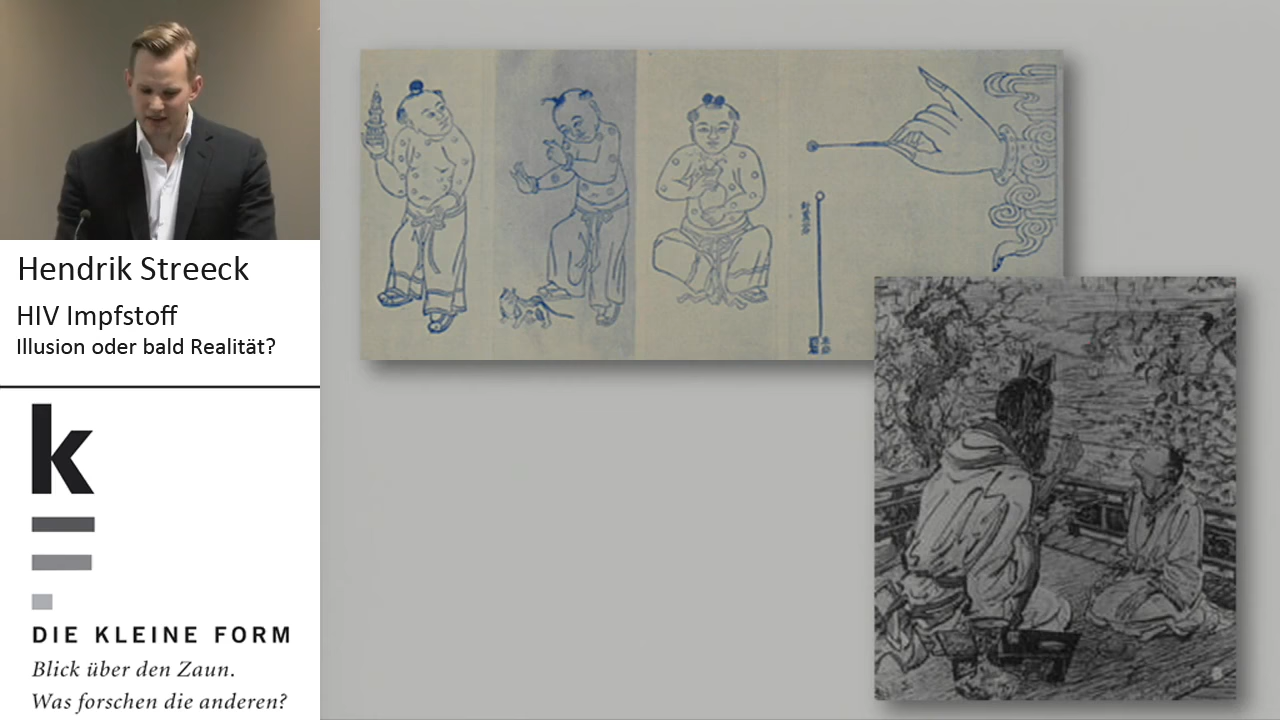 Hendrik Streeck
HIV Impfstoff
Illusion oder bald Realität?
k
DIE KLEINE FORM
Blick über den Zaun.
Was forschen die anderen?